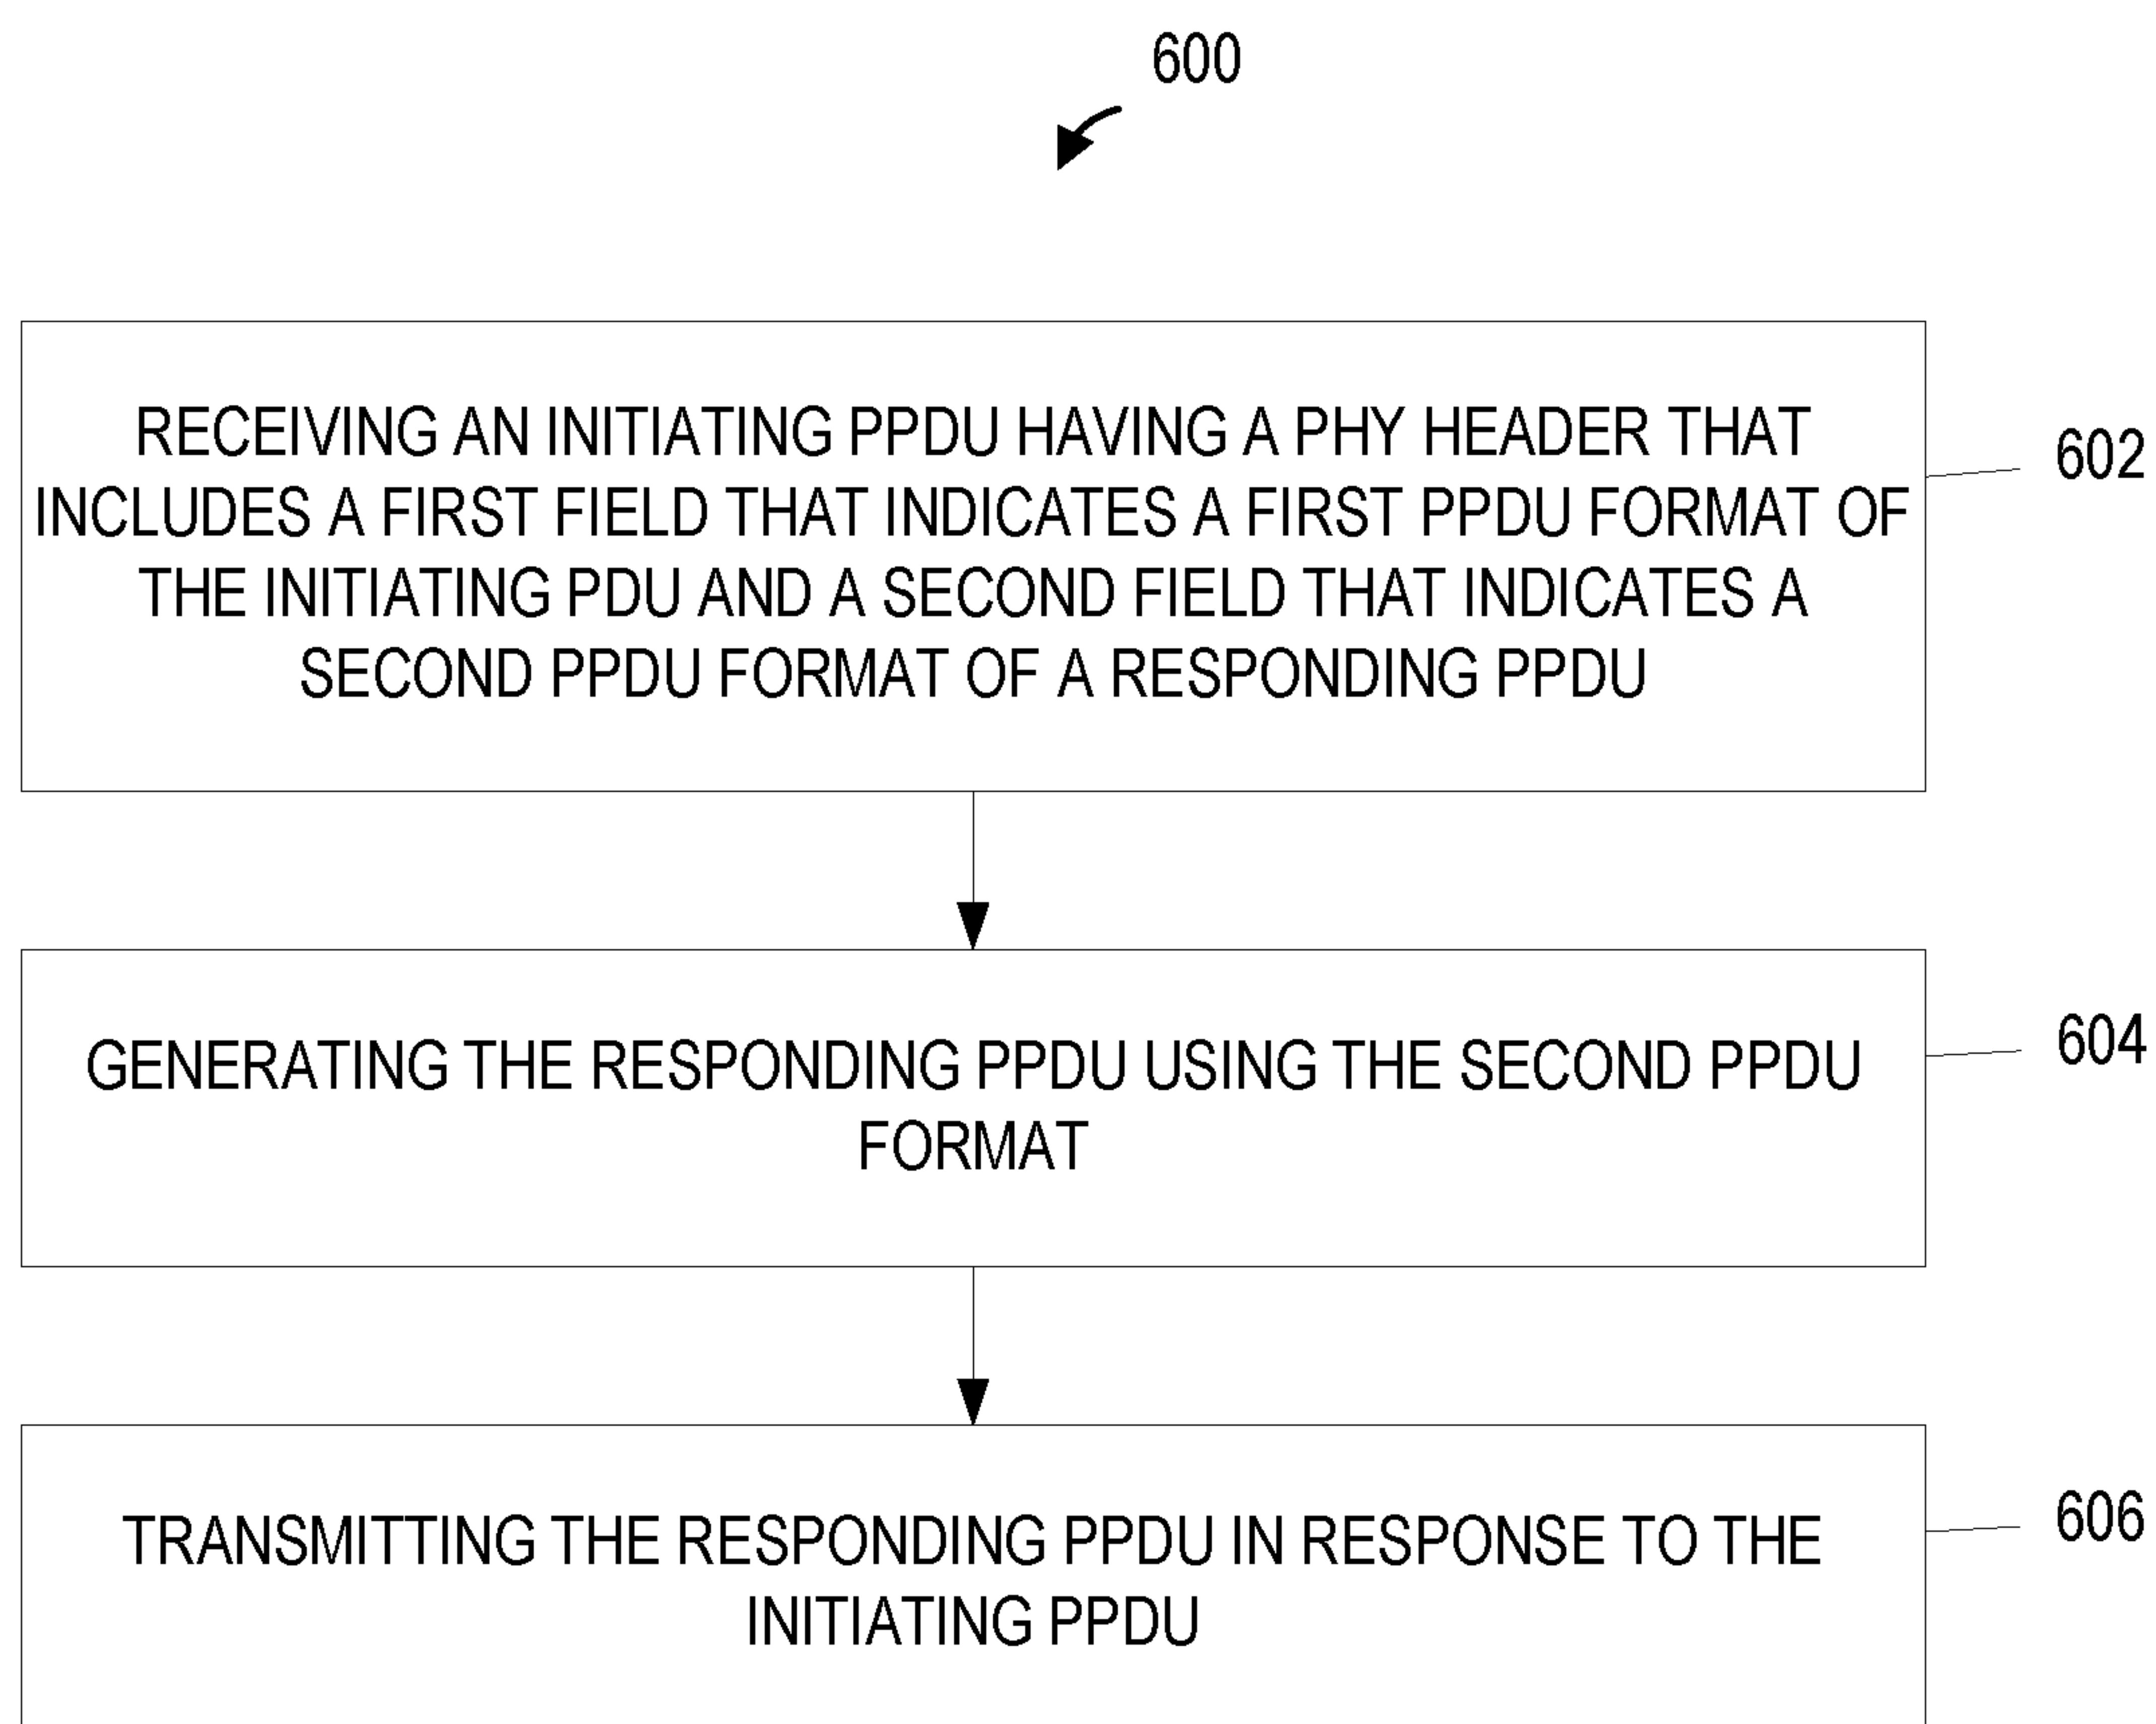 600
RECEIVING AN INITIATING PPDU HAVING A PHY HEADER THAT
INCLUDES A FIRST FIELD THAT INDICATES A FIRST PPDU FORMAT OF
THE INITIATING PDU AND A SECOND FIELD THAT INDICATES A
SECOND PPDU FORMAT OF A RESPONDING PPDU
602
GENERATING THE RESPONDING PPDU USING THE SECOND PPDU
FORMAT
604
TRANSMITTING THE RESPONDING PPDU IN RESPONSE TO THE
INITIATING PPDU
606